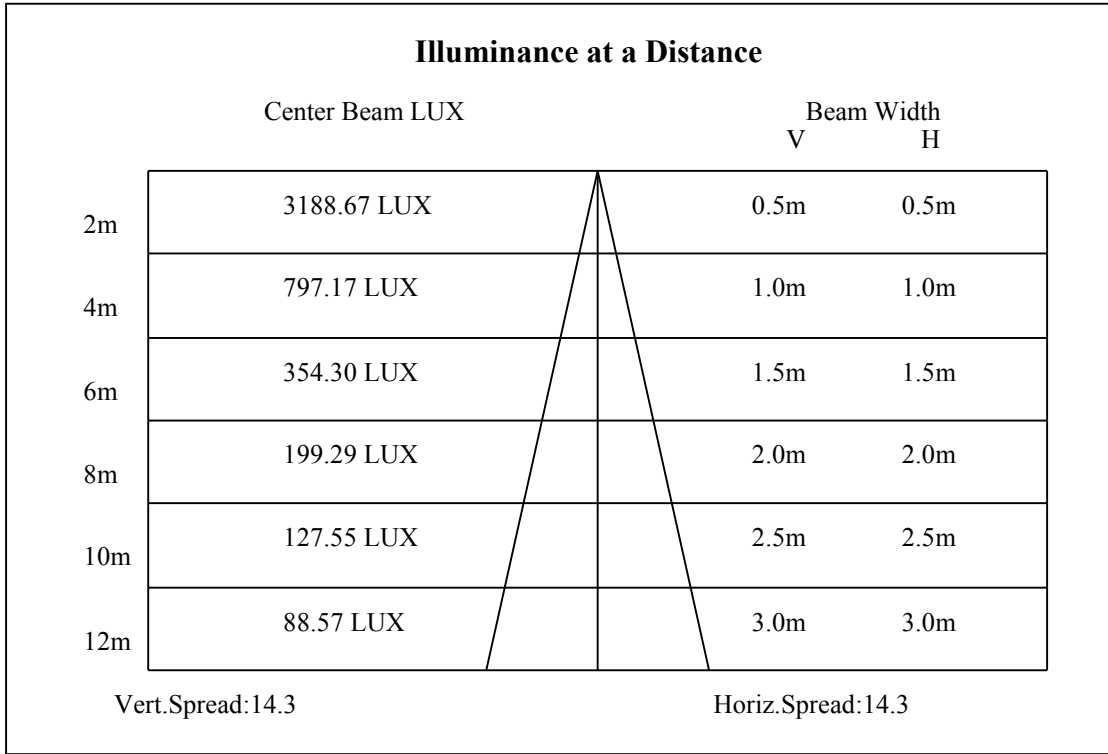 Illuminance at a Distance
Center Beam LUX Beam Width
V H
2m 3188.67 LUX 0.5m 0.5m
4m 797.17 LUX 1.0m 1.0m
6m 354.30 LUX 1.5m 1.5m
8m 199.29 LUX 2.0m 2.0m
10m 127.55 LUX 2.5m 2.5m
12m 88.57 LUX 3.0m 3.0m
Vert.Spread:14.3 Horiz.Spread:14.3